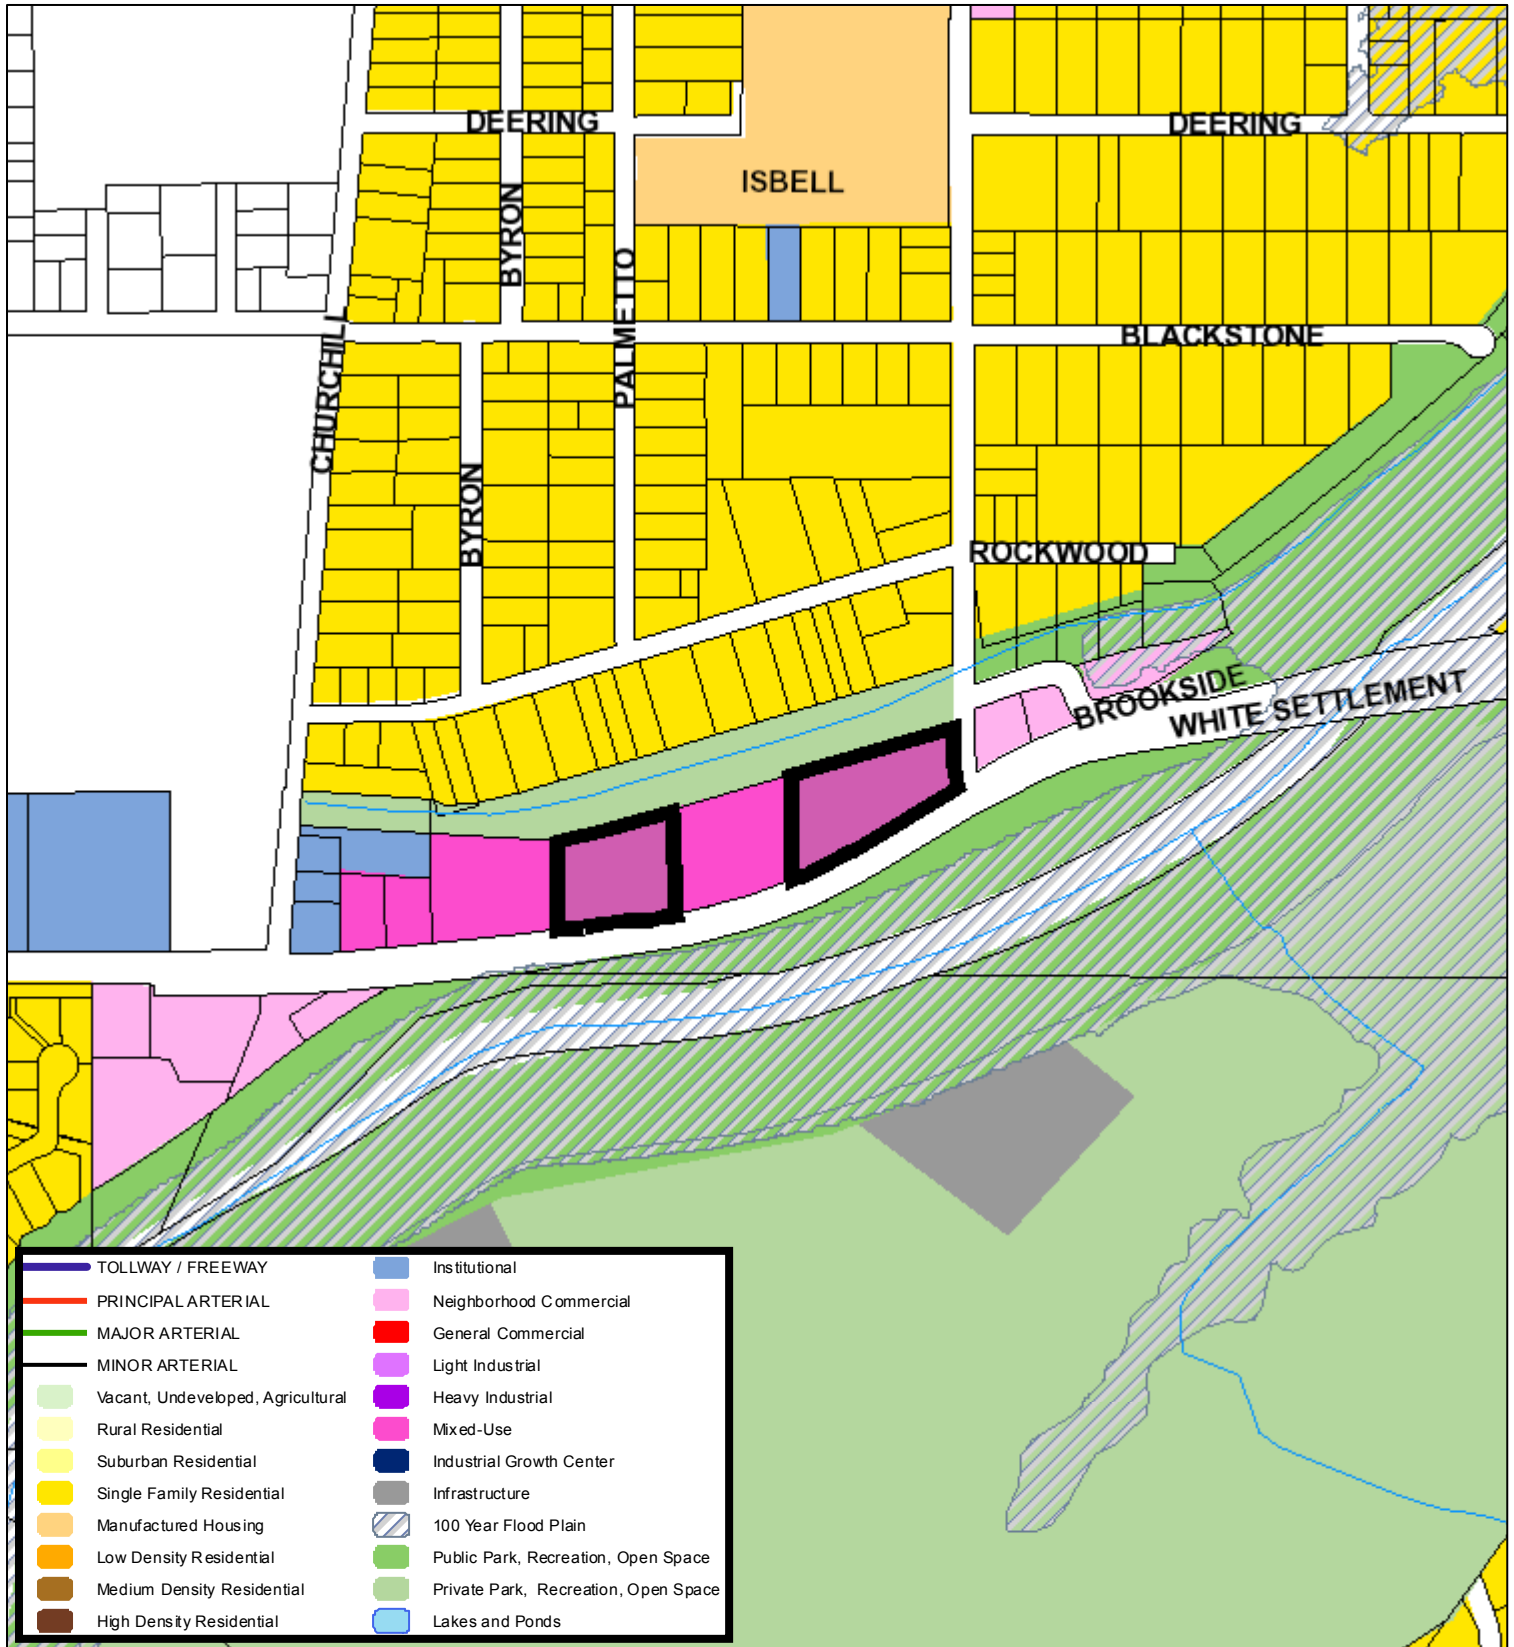 DEERING
DEERING
ISBELL
BYRON
PALMETTO
BLACKSTONE
CHURCHILL
BYRON
ROCKWOOD
BROOKSIDE
WHITE SETTLEMENT
TOLLWAY / FREEWAY
PRINCIPAL ARTERIAL
MAJOR ARTERIAL
MINOR ARTERIAL
Vacant, Undeveloped, Agricultural
Rural Residential
Suburban Residential
Single Family Residential
Manufactured Housing
Low Density Residential
Medium Density Residential
High Density Residential
Institutional
Neighborhood Commercial
General Commercial
Light Industrial
Heavy Industrial
Mixed-Use
Industrial Growth Center
Infrastructure
100 Year Flood Plain
Public Park, Recreation, Open Space
Private Park, Recreation, Open Space
Lakes and Ponds